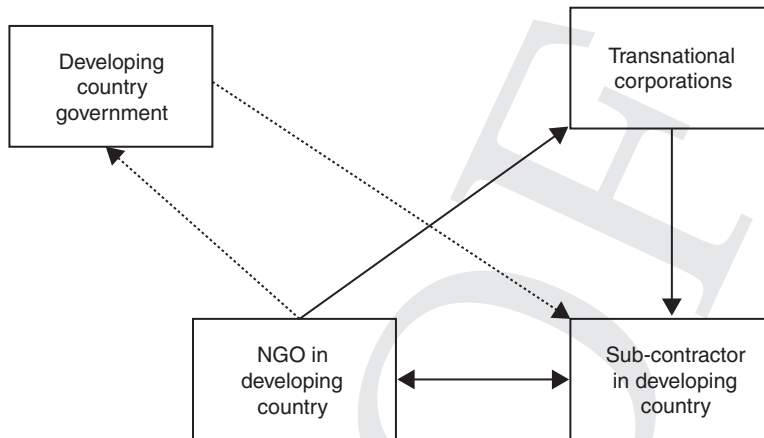 Developing
country
government
Transnational
corporations
NGO in
developing
country
Sub-contractor
in developing
country